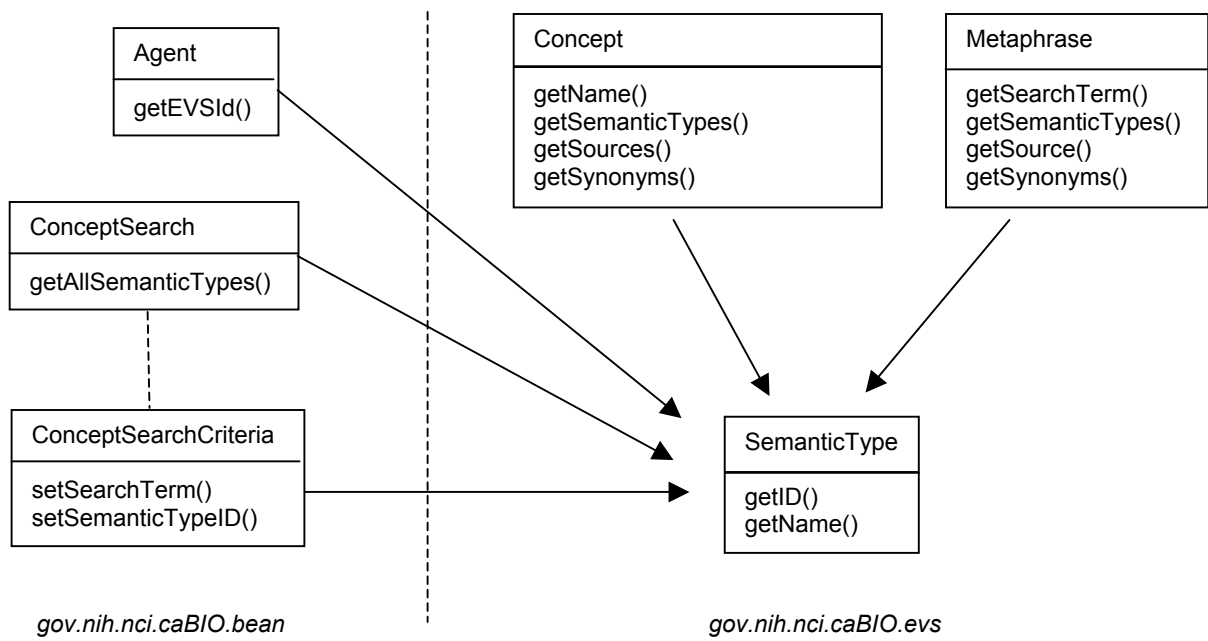 Agent
getEVSId()
ConceptSearch
getAllSemanticTypes()
ConceptSearchCriteria
setSearchTerm()
setSemanticTypeID()
gov.nih.nci.caBIO.bean
Concept
getName()
getSemanticTypes()
getSources()
getSynonyms()
Metaphrase
getSearchTerm()
getSemanticTypes()
getSource()
getSynonyms()
SemanticType
getID()
getName()
gov.nih.nci.caBIO.evs